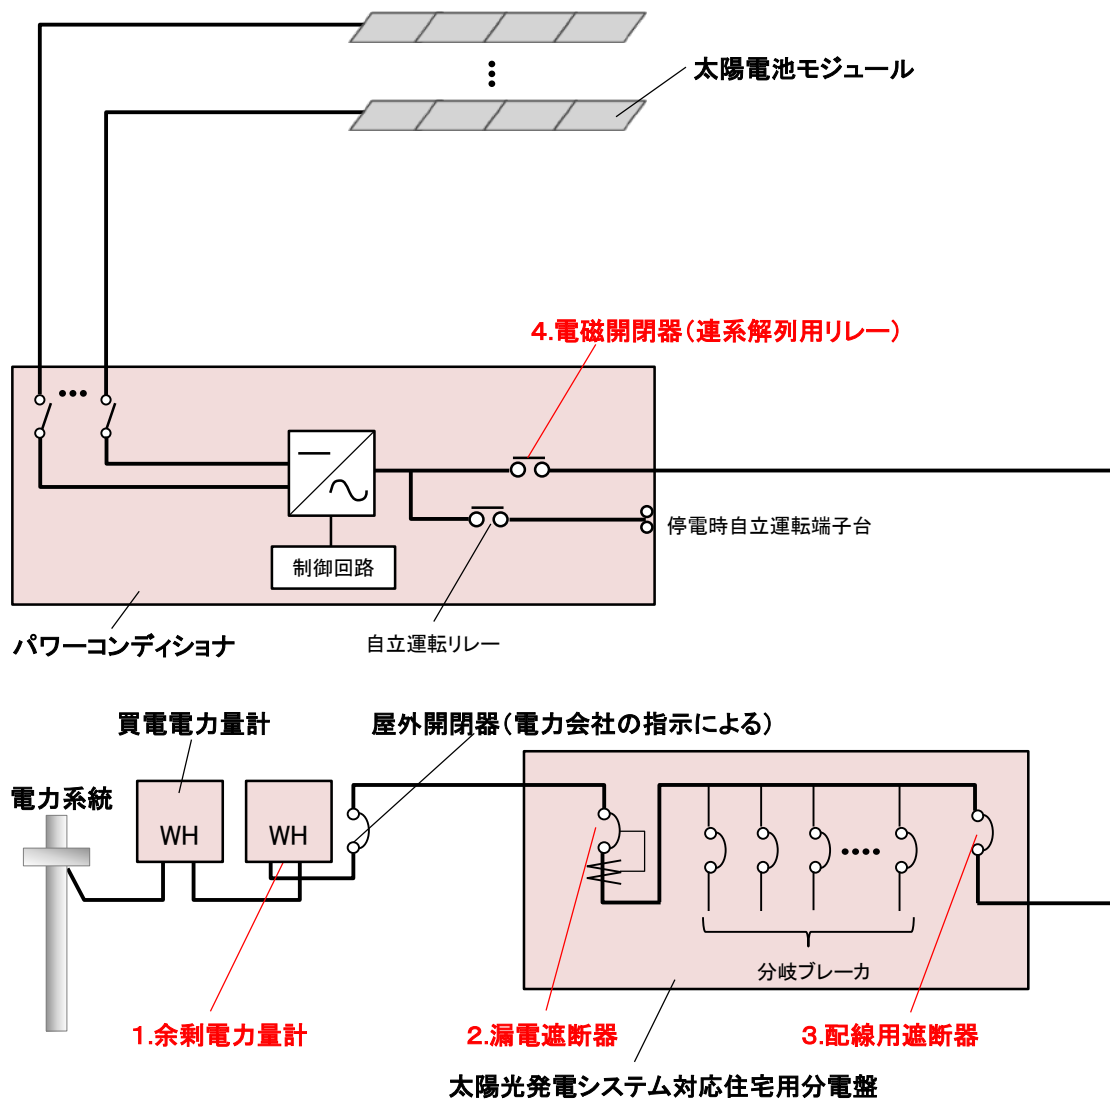 太陽電池モジュール
4.電磁開閉器（連系解列用リレー）
停電時自立運転端子台
制御回路
パワーコンディショナ
自立運転リレー
買電電力量計
屋外開閉器（電力会社の指示による）
電力系統
WH
WH
分岐ブレーカ
1.余剰電力量計
2.漏電遮断器
3.配線用遮断器
太陽光発電システム対応住宅用分電盤